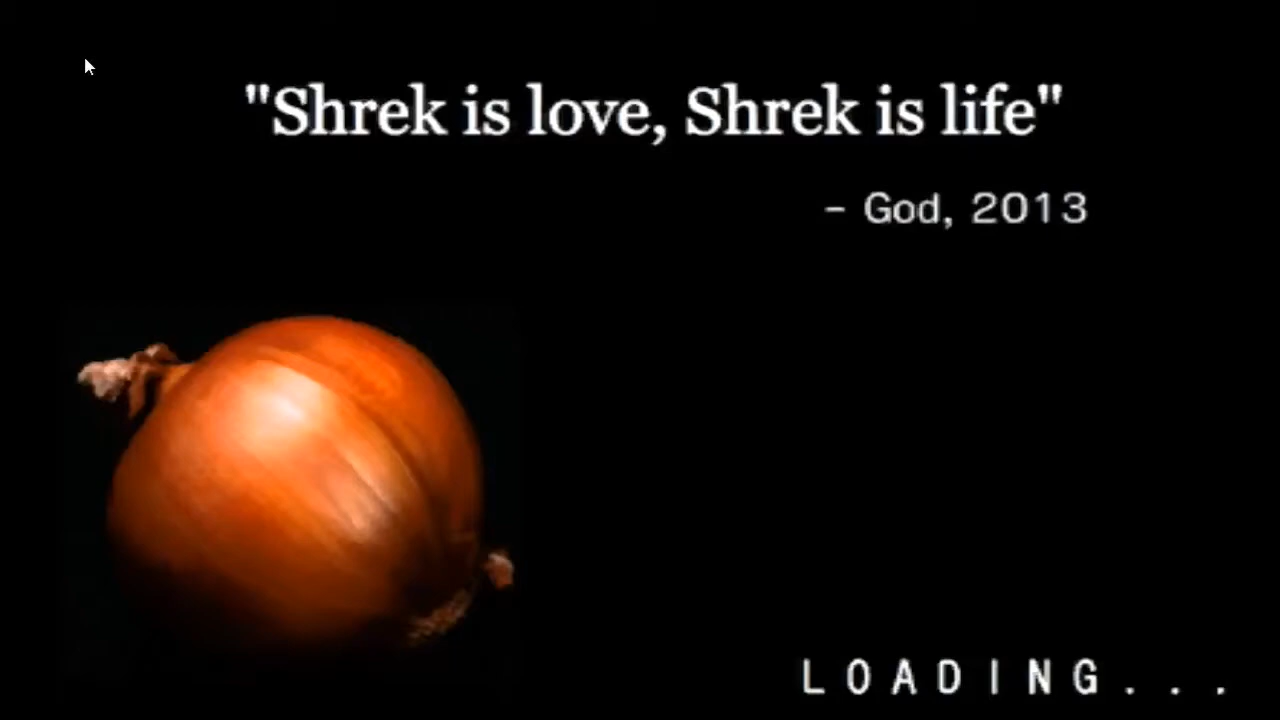 "Shrek is love, Shrek is life"
– God, 2013
LOADING...